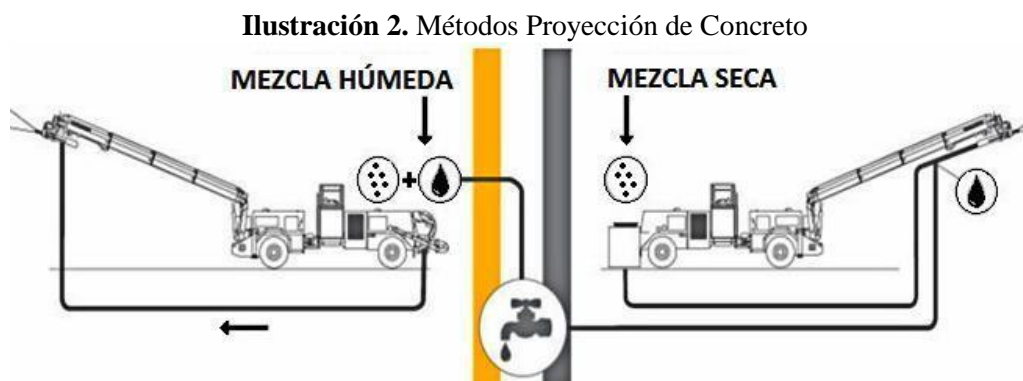 Ilustración 2. Métodos Proyección de Concreto
MEZCLA HÚMEDA
MEZCLA SECA